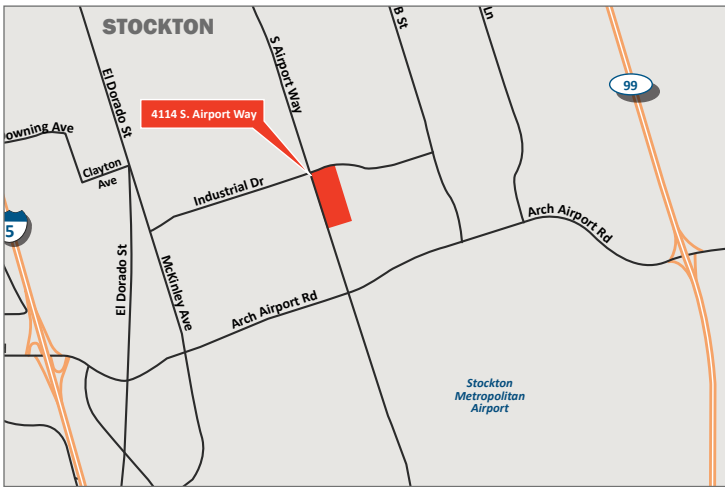 STOCKTON
B St
Ln
S Airport Way
El Dorado St
99
4114 S. Airport Way
owning Ave
Clayton
Ave
Industrial Dr
Arch Airport Rd
5
El Dorado St
McKinley Ave
Arch Airport Rd
Stockton
Metropolitan
Airport